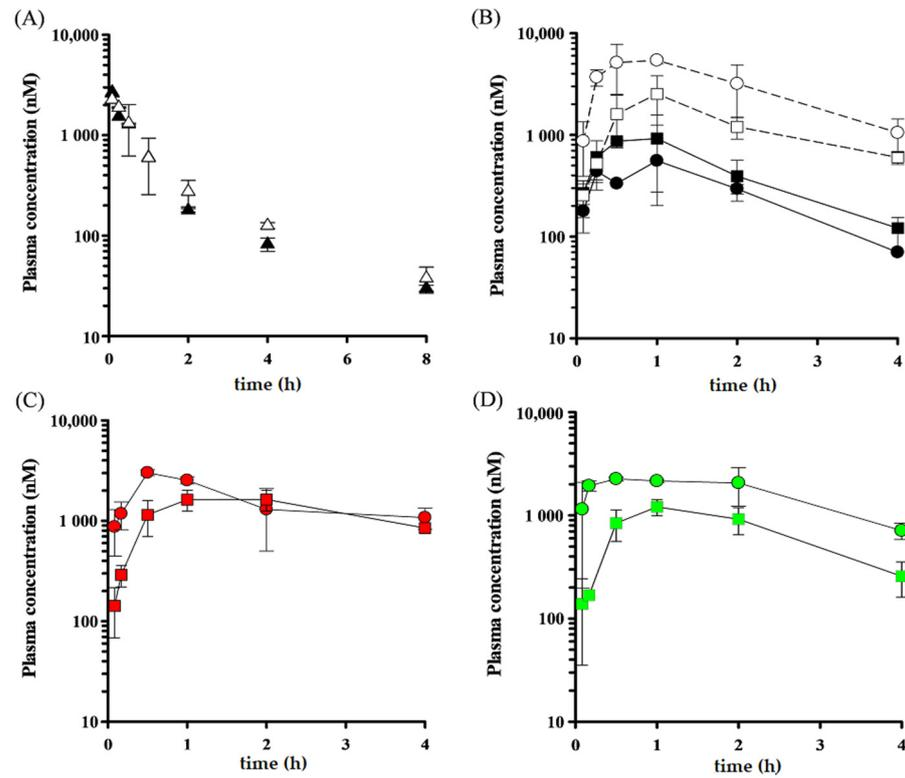 (A)
Plasma concentration (nM)
10,000
1 000
100
10
0 2 4 6 8
time (h)
(B)
Plasma concentration (nM)
10,000
1 000
100
10
0 1 2 3 4
time (h)
(C)
Plasma concentration (nM)
10,000
1 000
100
10
0 1 2 3 4
time (h)
(D)
Plasma concentration (nM)
10,000
1 000
100
10
0 1 2 3 4
time (h)